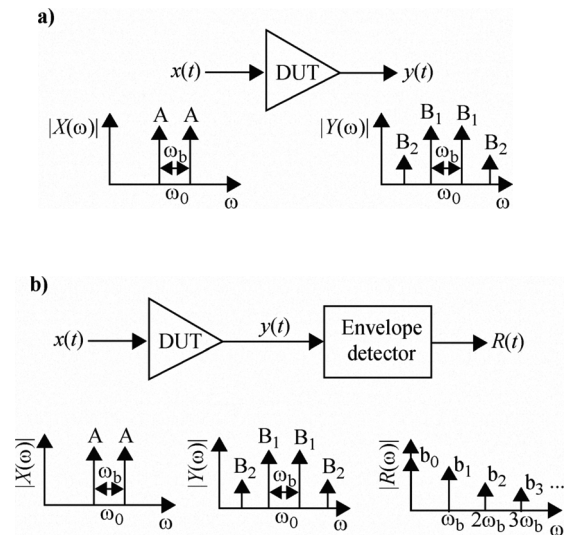 a)
x(t) DUT y(t)
|X(ω)| A A ω_b ω_0 ω
|Y(ω)| B_2 B_1 B_1 B_2 ω_b ω_0 ω
b)
x(t) DUT y(t) Envelope detector R(t)
|X(ω)| A A ω_b ω_0 ω
|Y(ω)| B_2 B_1 B_1 B_2 ω_b ω_0 ω
|R(ω)| b_0 b_1 b_2 b_3 ...
ω_b 2ω_b 3ω_b